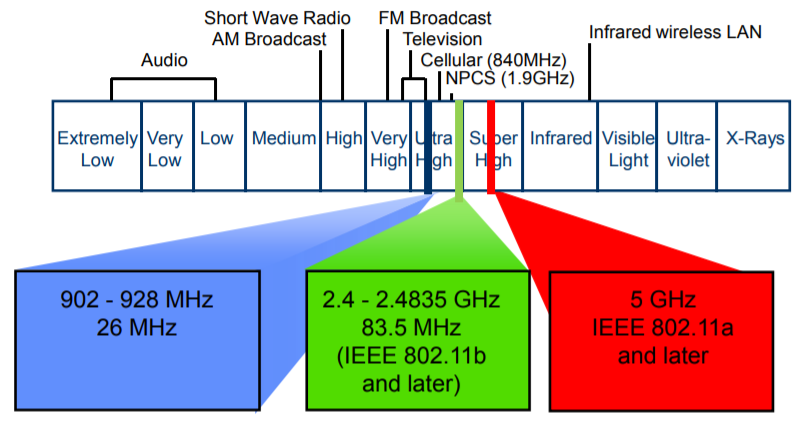 Short Wave Radio
AM Broadcast
FM Broadcast
Television
Cellular (840MHz)
NPCS (1.9GHz)
Infrared wireless LAN
Audio
Extremely
Low
Very
Low
Low
Medium
High
Very
High
Ultra
High
Super
High
Infrared
Visible
Light
Ultra-
violet
X-Rays
902 - 928 MHz
26 MHz
2.4 - 2.4835 GHz
83.5 MHz
(IEEE 802.11b
and later)
5 GHz
IEEE 802.11a
and later